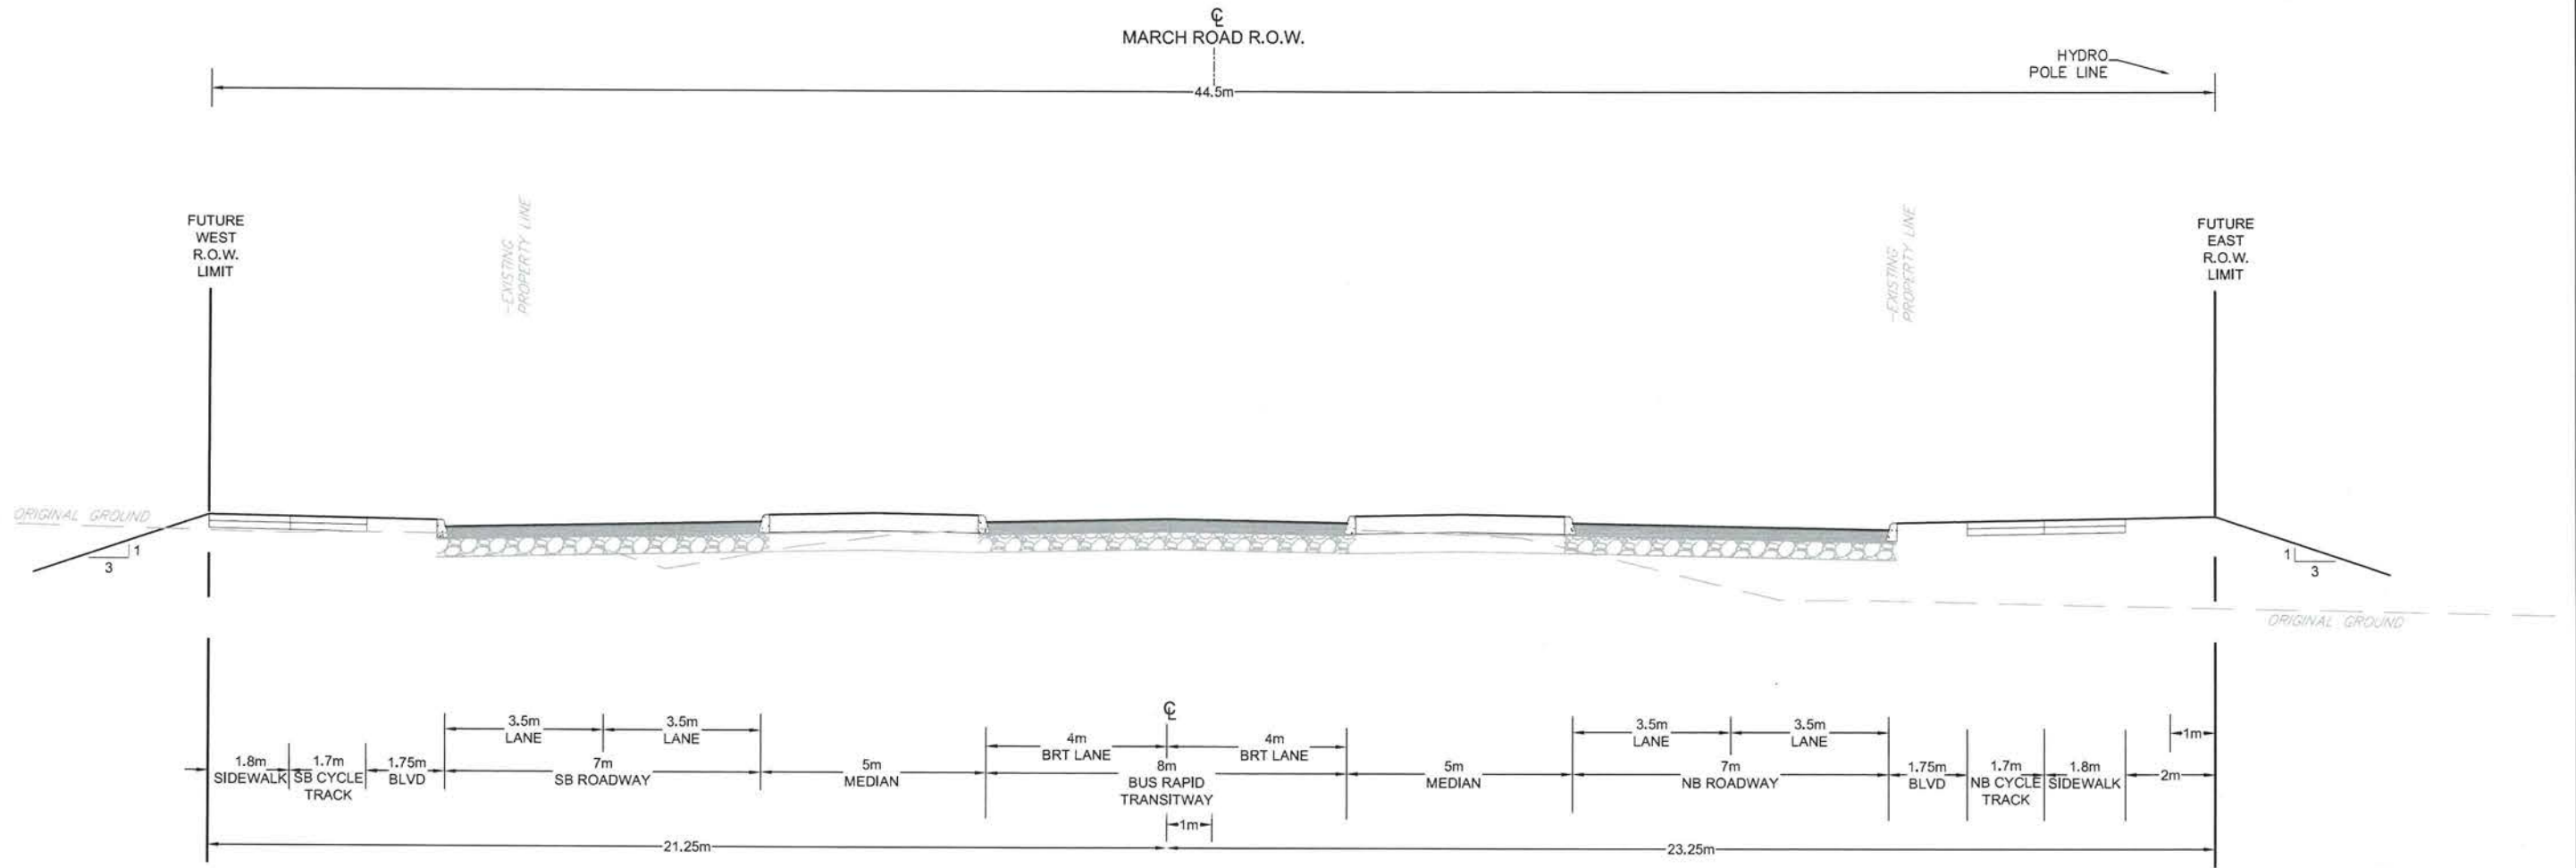 ℄
MARCH ROAD R.O.W.
HYDRO
POLE LINE
44.5m
FUTURE
WEST
R.O.W.
LIMIT
EXISTING
PROPERTY LINE
EXISTING
PROPERTY LINE
FUTURE
EAST
R.O.W.
LIMIT
ORIGINAL GROUND
1
3
1
3
ORIGINAL GROUND
1.8m
SIDEWALK
1.7m
SB CYCLE
TRACK
1.75m
BLVD
3.5m
LANE
3.5m
LANE
7m
SB ROADWAY
5m
MEDIAN
℄
4m
BRT LANE
4m
BRT LANE
8m
BUS RAPID
TRANSITWAY
1m
5m
MEDIAN
3.5m
LANE
3.5m
LANE
7m
NB ROADWAY
1.75m
BLVD
1.7m
NB CYCLE
TRACK
1.8m
SIDEWALK
1m
2m
21.25m
23.25m